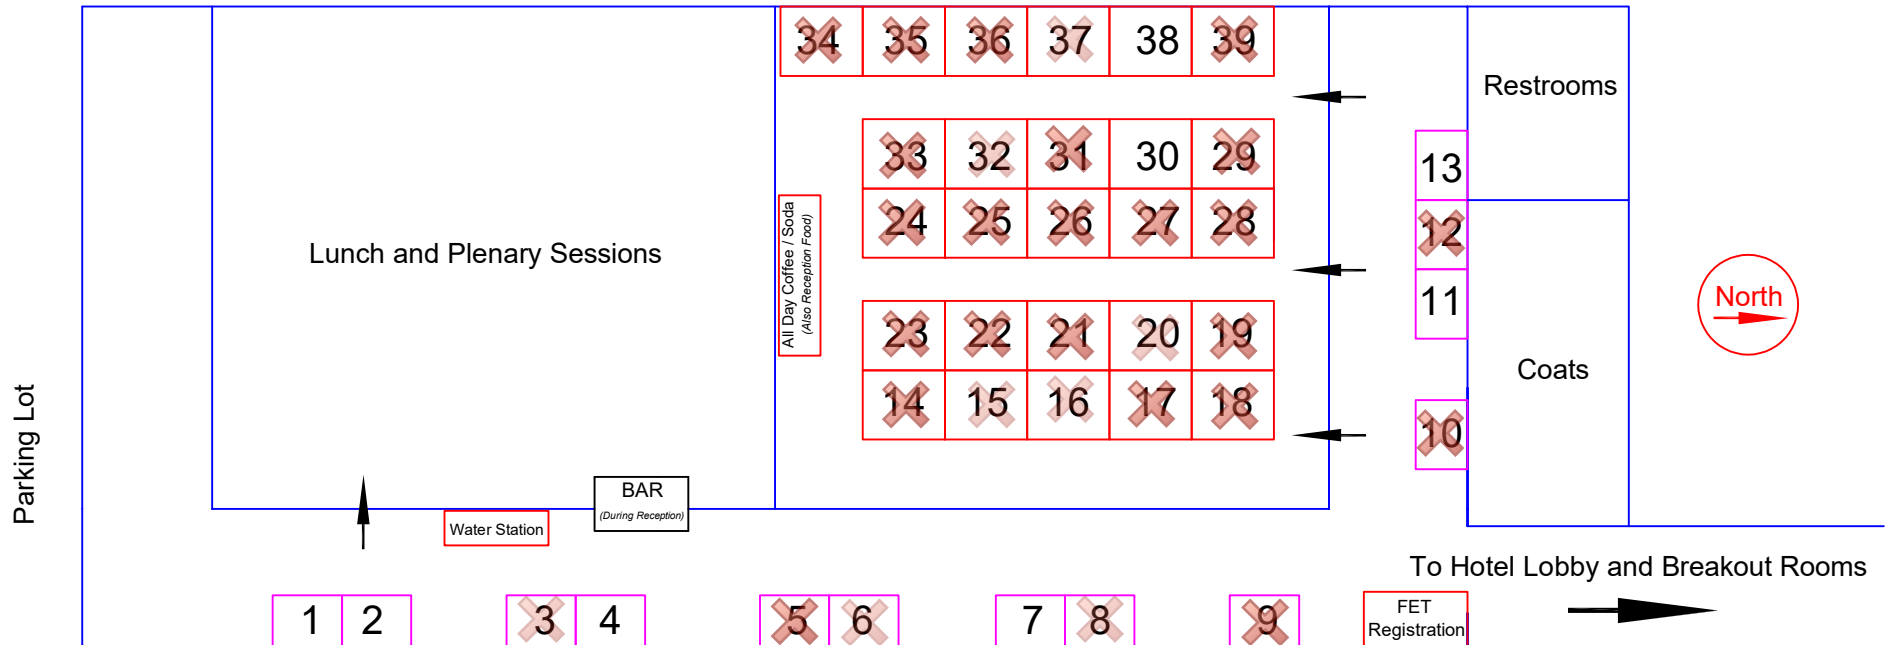 34 35 36 37 38 39
Restrooms
33 32 31 30 29
13
24 25 26 27 28
12
All Day Coffee / Soda
(Also Reception Food)
Lunch and Plenary Sessions
11
North
23 22 21 20 19
Coats
14 15 16 17 18
10
Parking Lot
BAR
(During Reception)
Water Station
To Hotel Lobby and Breakout Rooms
1 2 3 4 5 6 7 8 9
FET
Registration